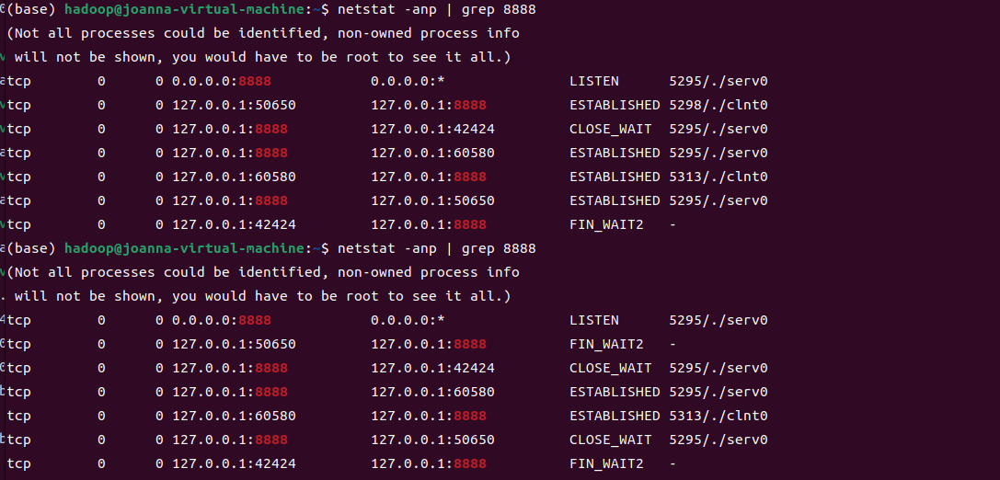 (base) hadoop@joanna-virtual-machine:~$ netstat -anp | grep 8888
(Not all processes could be identified, non-owned process info
 will not be shown, you would have to be root to see it all.)
tcp        0      0 0.0.0.0:8888            0.0.0.0:*               LISTEN      5295/./serv0
tcp        0      0 127.0.0.1:50650         127.0.0.1:8888          ESTABLISHED 5298/./clnt0
tcp        0      0 127.0.0.1:8888          127.0.0.1:42424         CLOSE_WAIT  5295/./serv0
tcp        0      0 127.0.0.1:8888          127.0.0.1:60580         ESTABLISHED 5295/./serv0
tcp        0      0 127.0.0.1:60580         127.0.0.1:8888          ESTABLISHED 5313/./clnt0
tcp        0      0 127.0.0.1:8888          127.0.0.1:50650         ESTABLISHED 5295/./serv0
tcp        0      0 127.0.0.1:42424         127.0.0.1:8888          FIN_WAIT2   -
(base) hadoop@joanna-virtual-machine:~$ netstat -anp | grep 8888
(Not all processes could be identified, non-owned process info
 will not be shown, you would have to be root to see it all.)
tcp        0      0 0.0.0.0:8888            0.0.0.0:*               LISTEN      5295/./serv0
tcp        0      0 127.0.0.1:50650         127.0.0.1:8888          FIN_WAIT2   -
tcp        0      0 127.0.0.1:8888          127.0.0.1:42424         CLOSE_WAIT  5295/./serv0
tcp        0      0 127.0.0.1:8888          127.0.0.1:60580         ESTABLISHED 5295/./serv0
tcp        0      0 127.0.0.1:60580         127.0.0.1:8888          ESTABLISHED 5313/./clnt0
tcp        0      0 127.0.0.1:8888          127.0.0.1:50650         CLOSE_WAIT  5295/./serv0
tcp        0      0 127.0.0.1:42424         127.0.0.1:8888          FIN_WAIT2   -